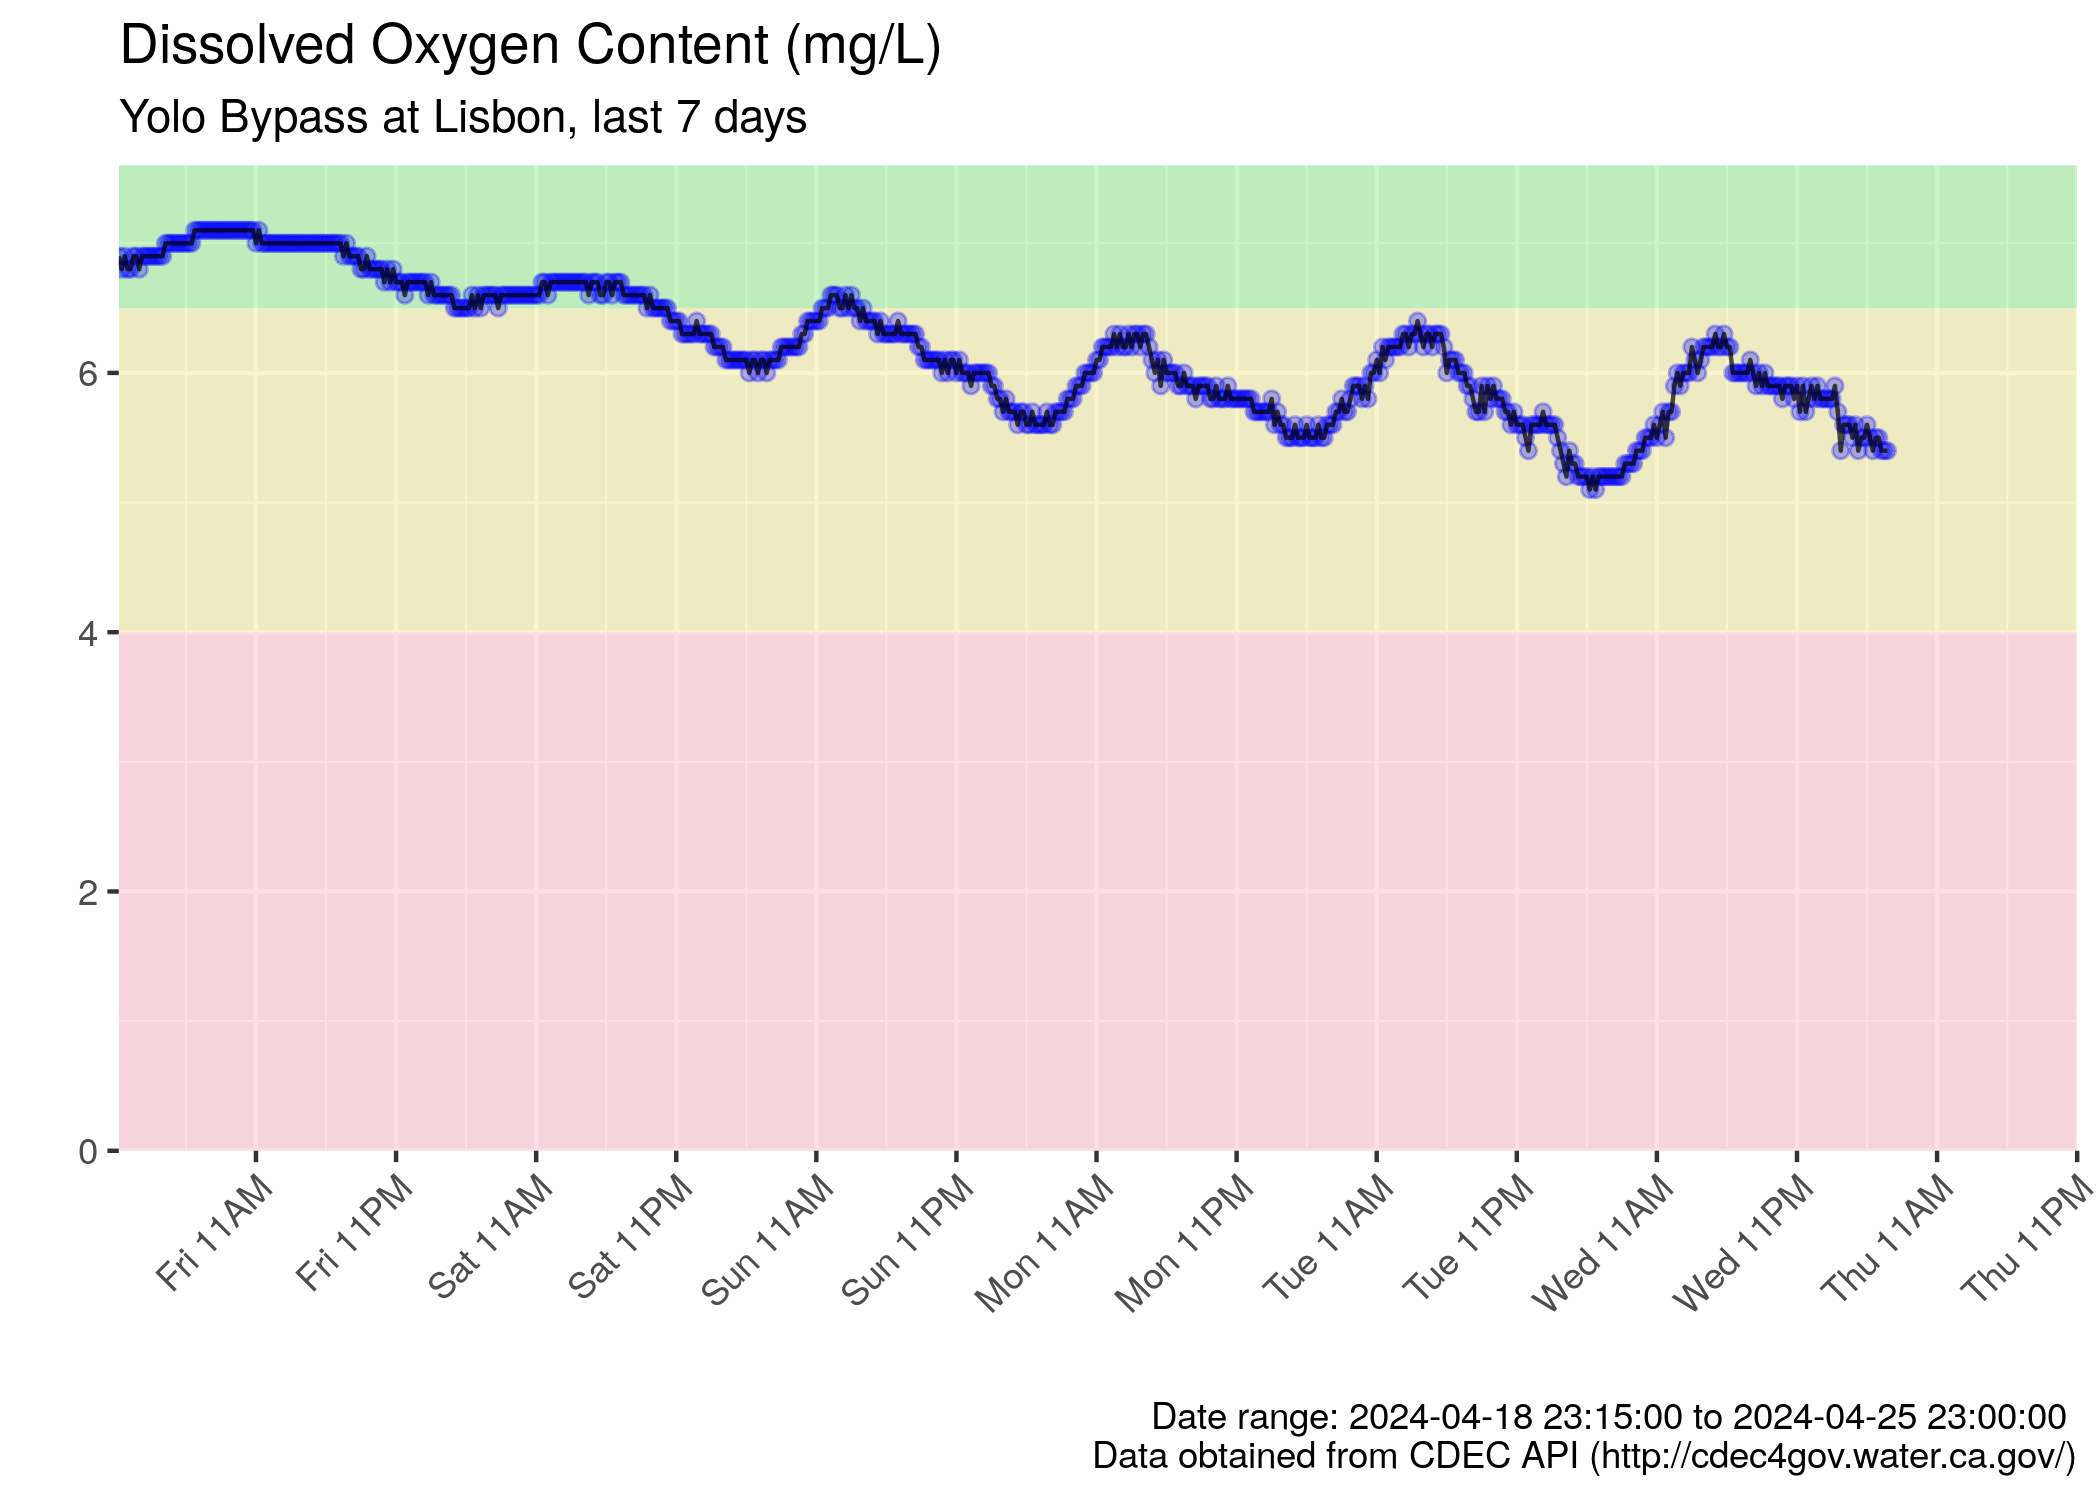 Dissolved Oxygen Content (mg/L)
Yolo Bypass at Lisbon, last 7 days
6
4
2
0
Fri 11AM
Fri 11PM
Sat 11AM
Sat 11PM
Sun 11AM
Sun 11PM
Mon 11AM
Mon 11PM
Tue 11AM
Tue 11PM
Wed 11AM
Wed 11PM
Thu 11AM
Thu 11PM
Date range: 2024-04-18 23:15:00 to 2024-04-25 23:00:00
Data obtained from CDEC API (http://cdec4gov.water.ca.gov/)